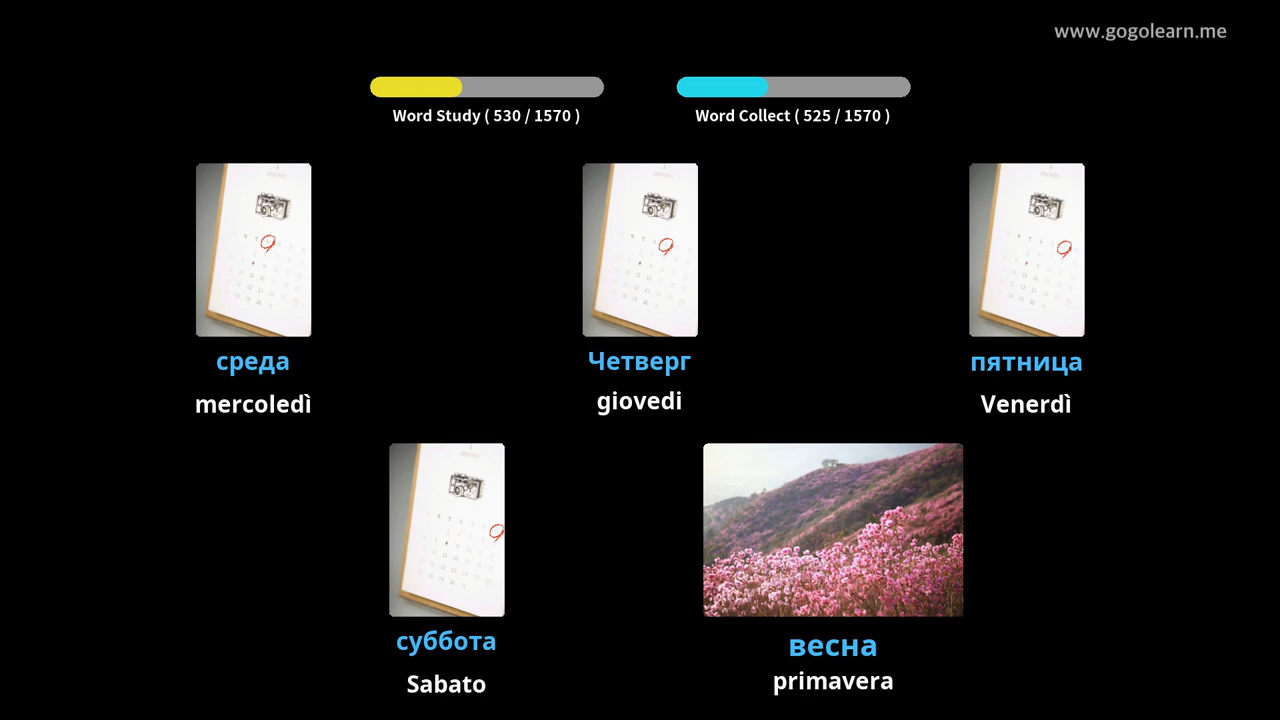 www.gogolearn.me
Word Study ( 530 / 1570 )
Word Collect ( 525 / 1570 )
среда
Четверг
пятница
mercoledì
giovedi
Venerdì
суббота
весна
Sabato
primavera